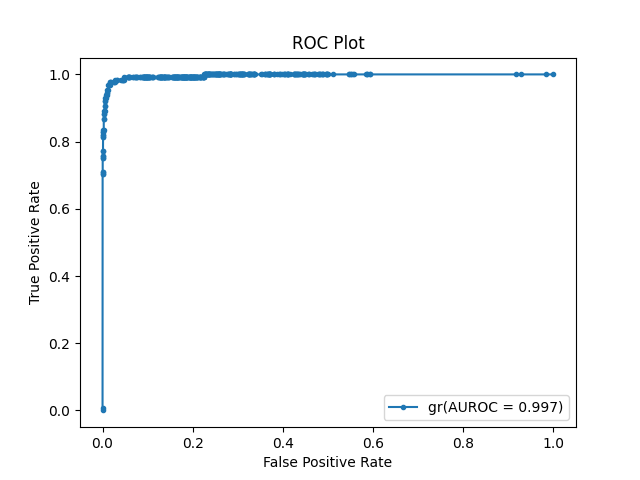 ROC Plot
True Positive Rate
1.0
0.8
0.6
0.4
0.2
0.0
gr(AUROC = 0.997)
0.0 0.2 0.4 0.6 0.8 1.0
False Positive Rate